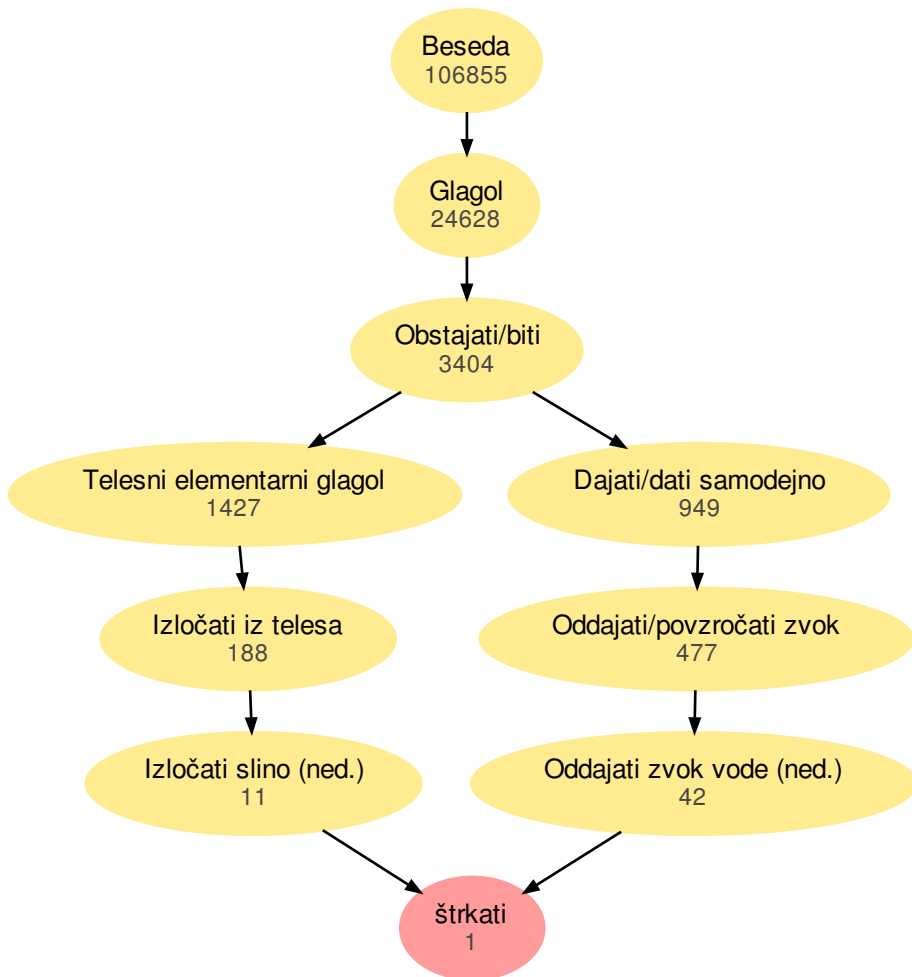 Beseda
106855
Glagol
24628
Obstajati/biti
3404
Telesni elementarni glagol
1427
Dajati/dati samodejno
949
Izločati iz telesa
188
Oddajati/povzročati zvok
477
Izločati slino (ned.)
11
Oddajati zvok vode (ned.)
42
štrkati
1